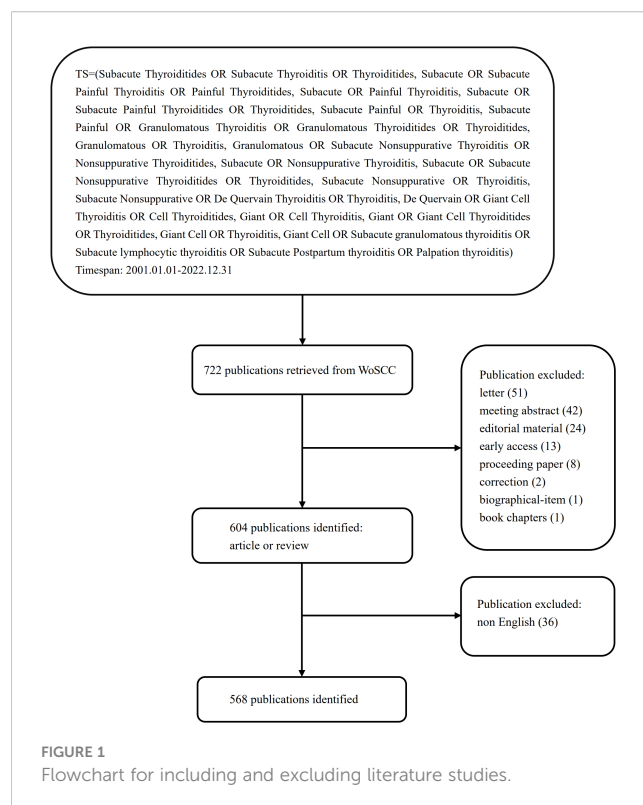 TS=(Subacute Thyroiditides OR Subacute Thyroiditis OR Thyroiditides, Subacute OR Subacute
Painful Thyroiditis OR Painful Thyroiditides, Subacute OR Painful Thyroiditis, Subacute OR
Subacute Painful Thyroiditides OR Thyroiditides, Subacute Painful OR Thyroiditis, Subacute
Painful OR Granulomatous Thyroiditis OR Granulomatous Thyroiditides OR Thyroiditides,
Granulomatous OR Thyroiditis, Granulomatous OR Subacute Nonsuppurative Thyroiditis OR
Nonsuppurative Thyroiditides, Subacute OR Nonsuppurative Thyroiditis, Subacute OR Subacute
Nonsuppurative Thyroiditides OR Thyroiditides, Subacute Nonsuppurative OR Thyroiditis,
Subacute Nonsuppurative OR De Quervain Thyroiditis OR Thyroiditis, De Quervain OR Giant Cell
Thyroiditis OR Cell Thyroiditides, Giant OR Cell Thyroiditis, Giant OR Giant Cell Thyroiditides
OR Thyroiditides, Giant Cell OR Thyroiditis, Giant Cell OR Subacute granulomatous thyroiditis OR
Subacute lymphocytic thyroiditis OR Subacute Postpartum thyroiditis OR Palpation thyroiditis)
Timespan: 2001.01.01-2022.12.31
722 publications retrieved from WoSCC
Publication excluded:
letter (51)
meeting abstract (42)
editorial material (24)
early access (13)
proceeding paper (8)
correction (2)
biographical-item (1)
book chapters (1)
604 publications identified:
article or review
Publication excluded:
non English (36)
568 publications identified
FIGURE 1
Flowchart for including and excluding literature studies.